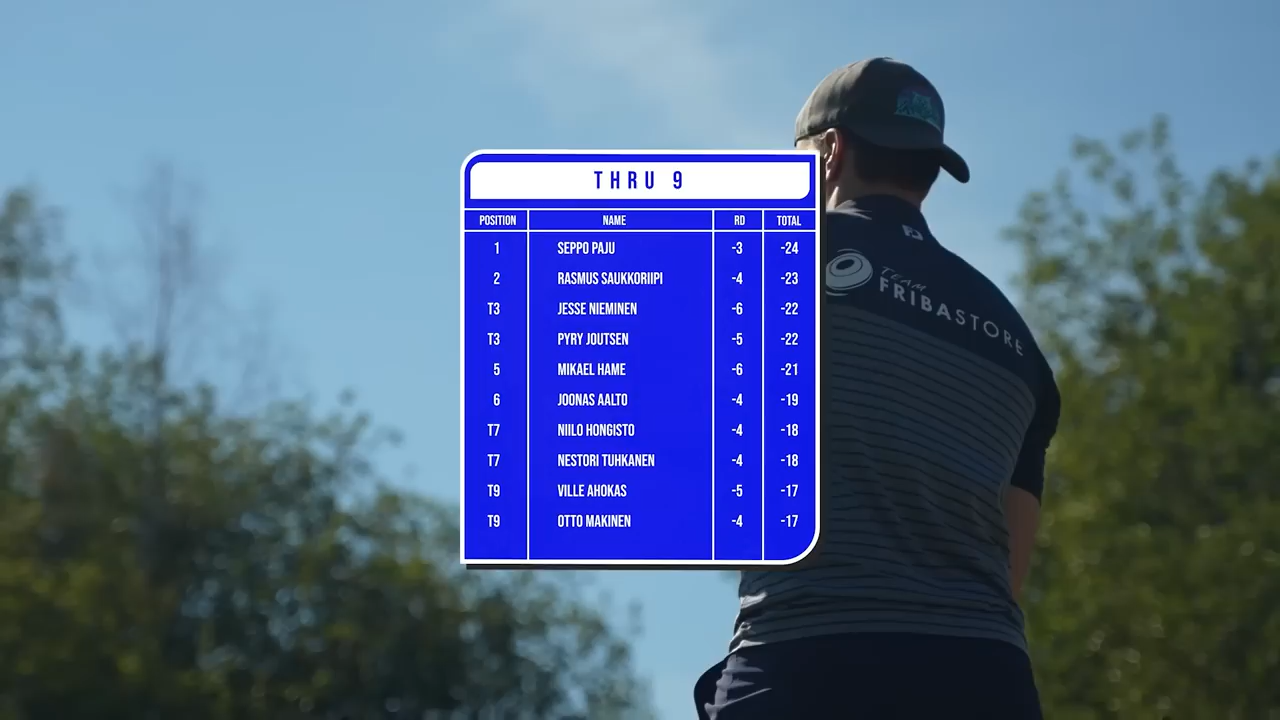 THRU 9
POSITION NAME RD TOTAL
1 SEPPO PAJU -3 -24
2 RASMUS SAUKKORIIPI -4 -23
T3 JESSE NIEMINEN -6 -22
T3 PYRY JOUTSEN -5 -22
5 MIKAEL HAME -6 -21
6 JOONAS AALTO -4 -19
T7 NIILO HONGISTO -4 -18
T7 NESTORI TUHKANEN -4 -18
T9 VILLE AHOKAS -5 -17
T9 OTTO MAKINEN -4 -17
FJ
TEAM
FRIBASTORE